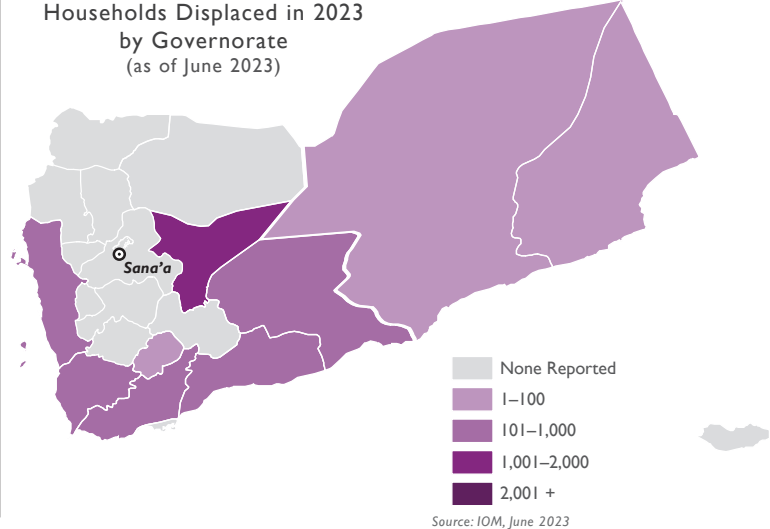 Households Displaced in 2023
by Governorate
(as of June 2023)
Sana’a
None Reported
1–100
101–1,000
1,001–2,000
2,001 +
Source: IOM, June 2023